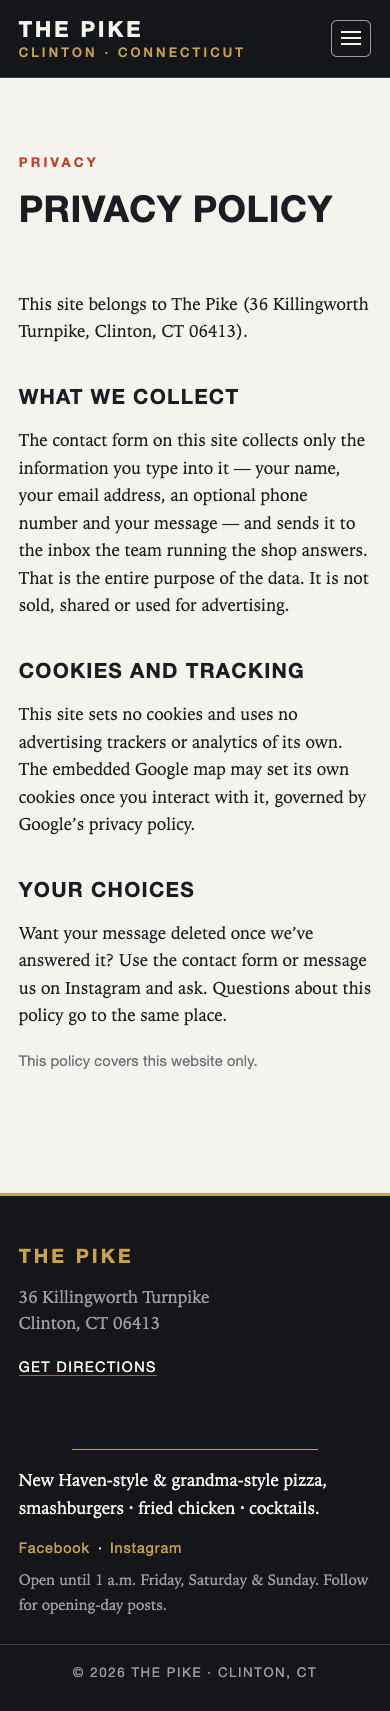 THE PIKE
CLINTON · CONNECTICUT
PRIVACY
PRIVACY POLICY
This site belongs to The Pike (36 Killingworth
Turnpike, Clinton, CT 06413).
WHAT WE COLLECT
The contact form on this site collects only the
information you type into it — your name,
your email address, an optional phone
number and your message — and sends it to
the inbox the team running the shop answers.
That is the entire purpose of the data. It is not
sold, shared or used for advertising.
COOKIES AND TRACKING
This site sets no cookies and uses no
advertising trackers or analytics of its own.
The embedded Google map may set its own
cookies once you interact with it, governed by
Google’s privacy policy.
YOUR CHOICES
Want your message deleted once we’ve
answered it? Use the contact form or message
us on Instagram and ask. Questions about this
policy go to the same place.
This policy covers this website only.
THE PIKE
36 Killingworth Turnpike
Clinton, CT 06413
GET DIRECTIONS
New Haven-style & grandma-style pizza,
smashburgers · fried chicken · cocktails.
Facebook · Instagram
Open until 1 a.m. Friday, Saturday & Sunday. Follow
for opening-day posts.
© 2026 THE PIKE · CLINTON, CT